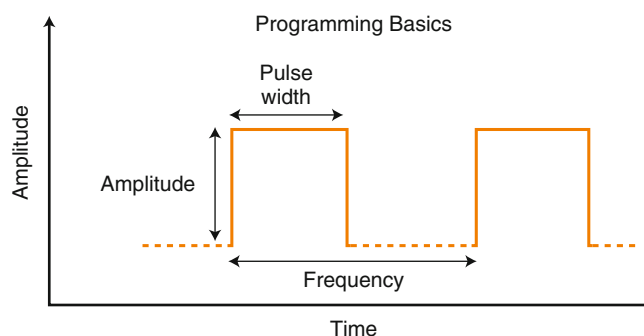 Programming Basics
Pulse
width
Amplitude
Amplitude
Frequency
Time